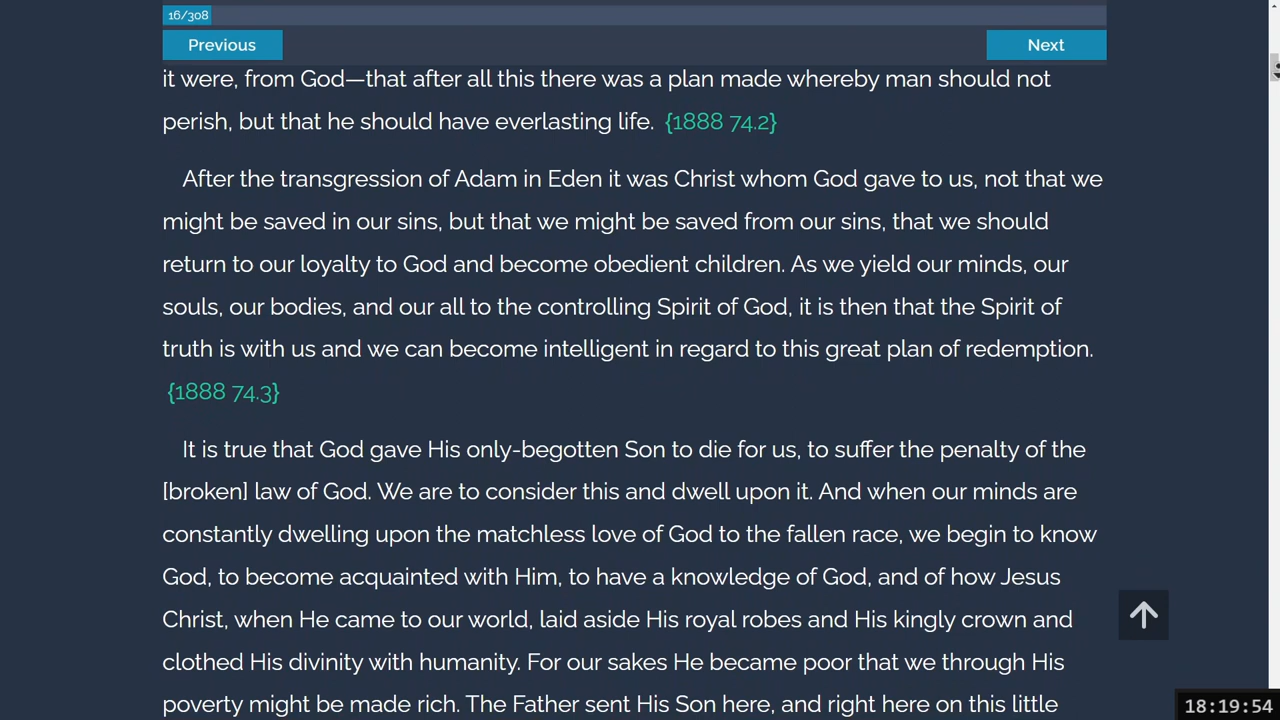 16/308
Previous
Next
it were, from God—that after all this there was a plan made whereby man should not
perish, but that he should have everlasting life. {1888 74.2}
After the transgression of Adam in Eden it was Christ whom God gave to us, not that we
might be saved in our sins, but that we might be saved from our sins, that we should
return to our loyalty to God and become obedient children. As we yield our minds, our
souls, our bodies, and our all to the controlling Spirit of God, it is then that the Spirit of
truth is with us and we can become intelligent in regard to this great plan of redemption.
{1888 74.3}
It is true that God gave His only-begotten Son to die for us, to suffer the penalty of the
[broken] law of God. We are to consider this and dwell upon it. And when our minds are
constantly dwelling upon the matchless love of God to the fallen race, we begin to know
God, to become acquainted with Him, to have a knowledge of God, and of how Jesus
Christ, when He came to our world, laid aside His royal robes and His kingly crown and
clothed His divinity with humanity. For our sakes He became poor that we through His
poverty might be made rich. The Father sent His Son here, and right here on this little
18:19:54